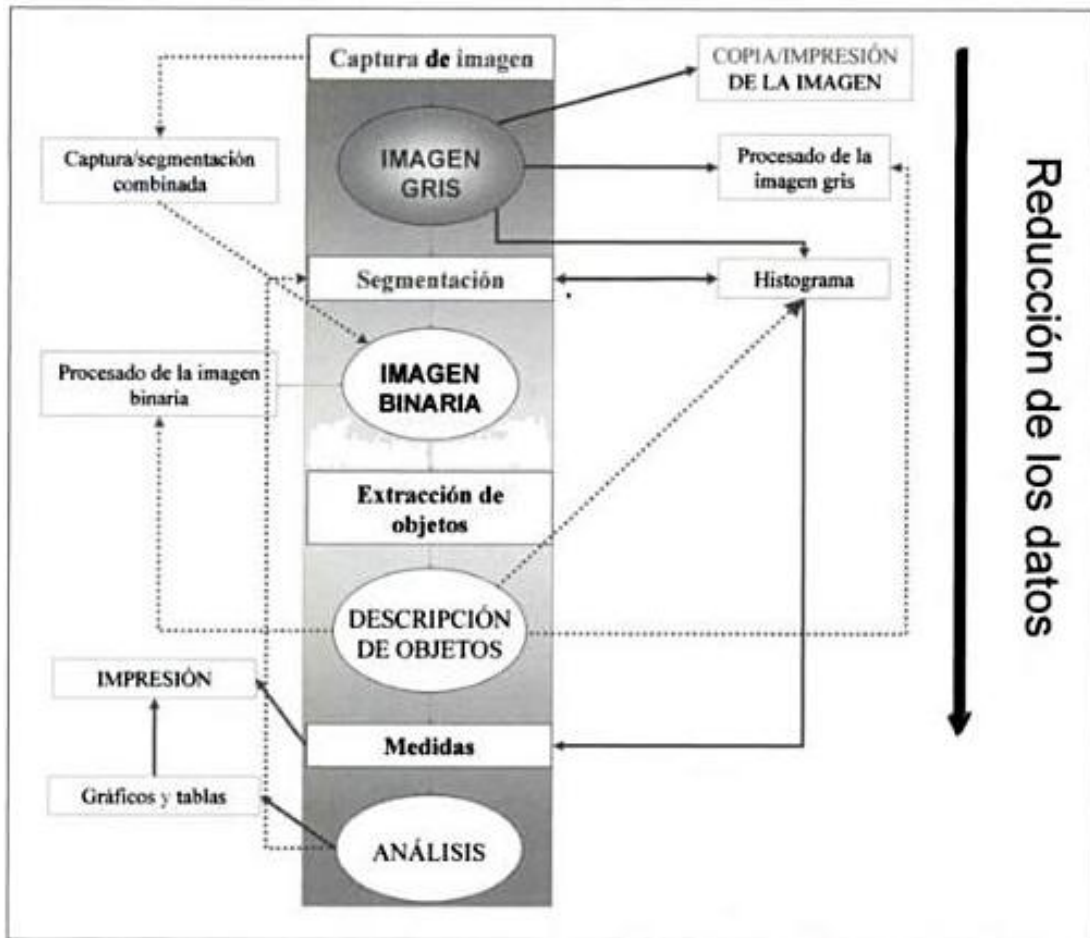 Captura de imagen
COPIA/IMPRESIÓN
DE LA IMAGEN
IMAGEN
GRIS
Captura/segmentación
combinada
Procesado de la
imagen gris
Segmentación
Histograma
Procesado de la imagen
binaria
IMAGEN
BINARIA
Extracción de
objetos
DESCRIPCIÓN
DE OBJETOS
IMPRESIÓN
Medidas
Gráficos y tablas
ANÁLISIS
Reducción de los datos